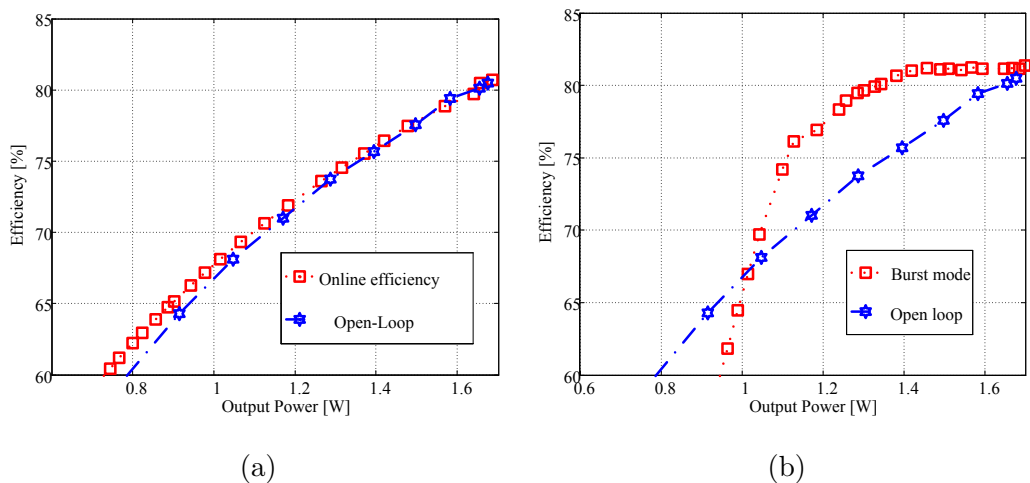 85
80
75
70
65
60
Efficiency [%]
Online efficiency
Open-Loop
0.8
1
1.2
1.4
1.6
Output Power [W]
(a)
85
80
75
70
65
60
Efficiency [%]
Burst mode
Open loop
0.6
0.8
1
1.2
1.4
1.6
Output Power [W]
(b)